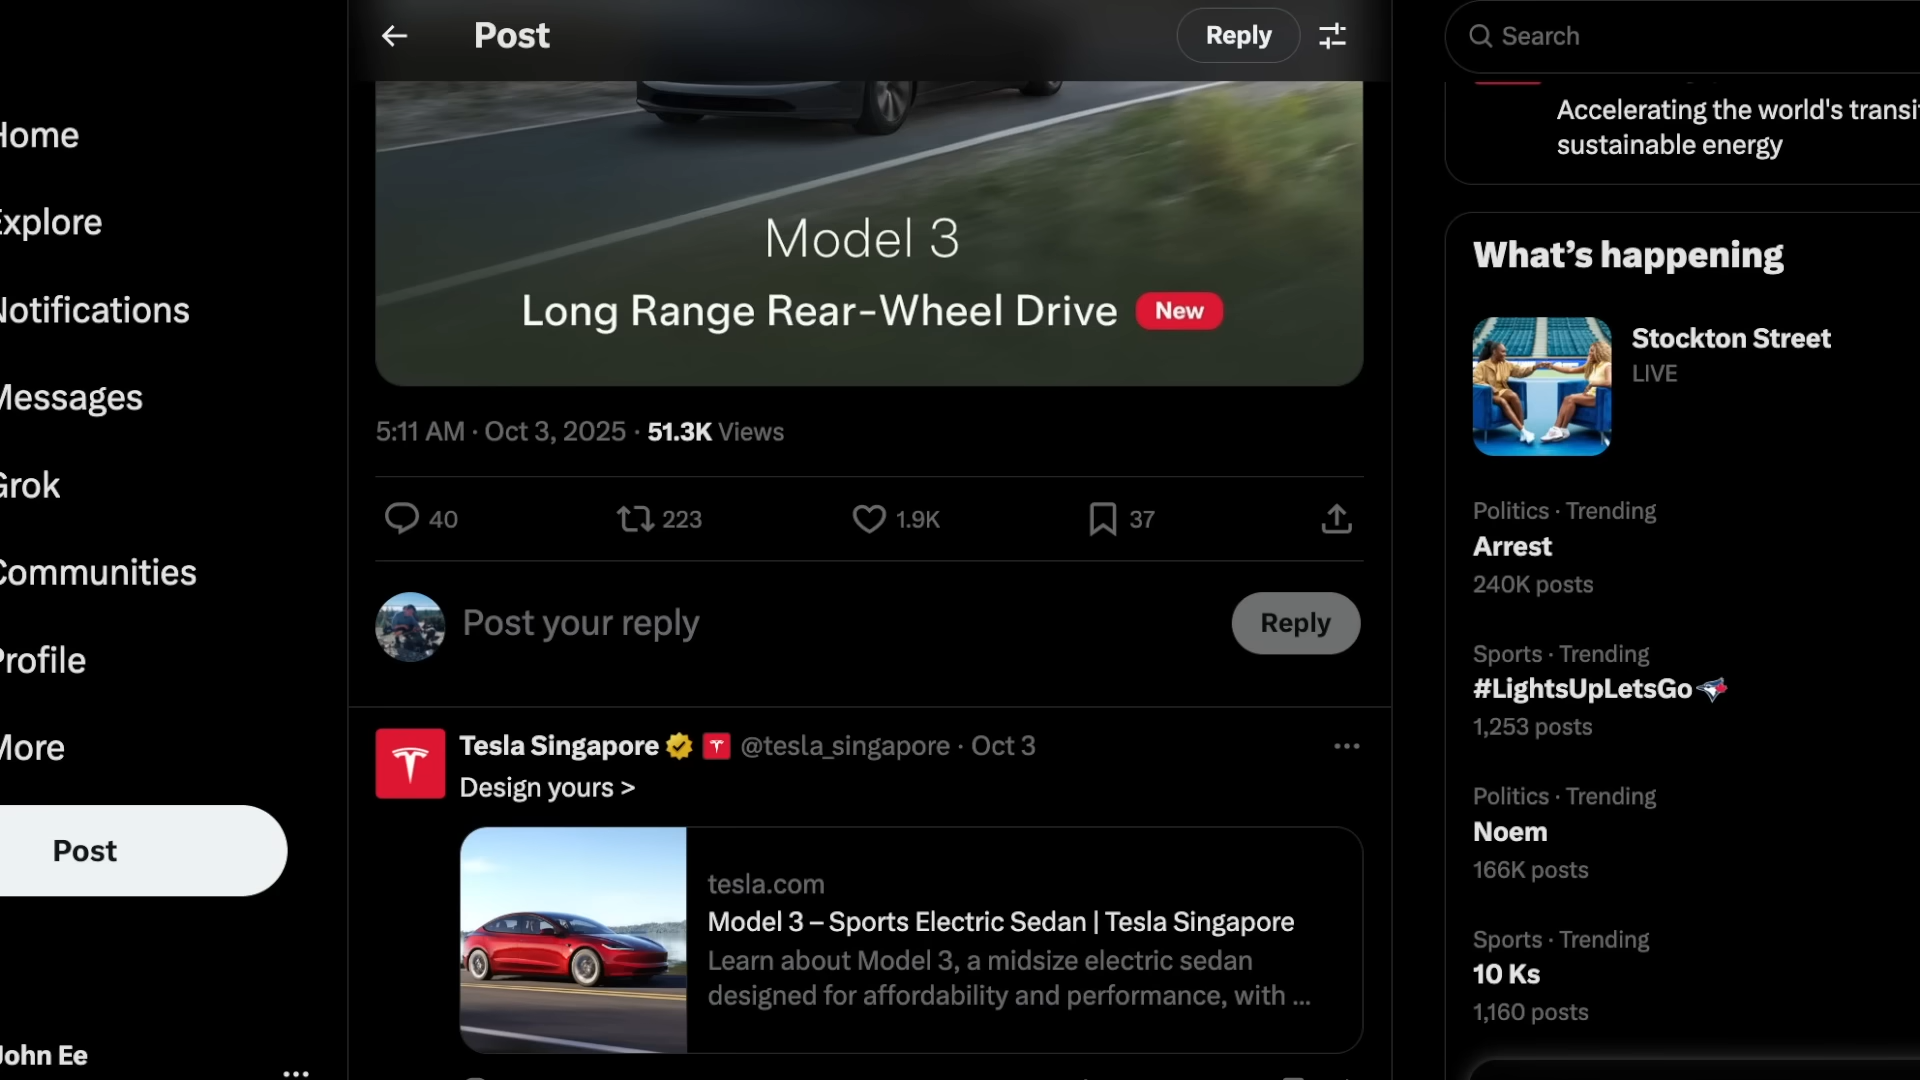 Home
Explore
Notifications
Messages
Grok
Communities
Profile
More
Post
John Ee
Post
Reply
Model 3
Long Range Rear-Wheel Drive New
5:11 AM · Oct 3, 2025 · 51.3K Views
40 223 1.9K 37
Post your reply
Reply
Tesla Singapore @tesla_singapore · Oct 3
Design yours >
tesla.com
Model 3 – Sports Electric Sedan | Tesla Singapore
Learn about Model 3, a midsize electric sedan
designed for affordability and performance, with ...
Search
Accelerating the world's transi
sustainable energy
What's happening
Stockton Street
LIVE
Politics · Trending
Arrest
240K posts
Sports · Trending
#LightsUpLetsGo
1,253 posts
Politics · Trending
Noem
166K posts
Sports · Trending
10 Ks
1,160 posts